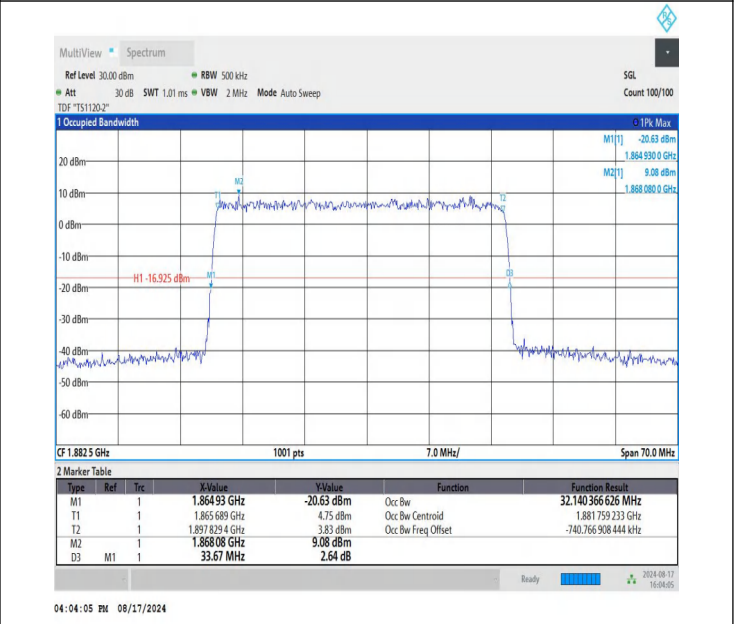 MultiView Spectrum
Ref Level 30.00 dBm RBW 500 kHz SGL
Att 30 dB SWT 1.01 ms VBW 2 MHz Mode Auto Sweep Count 100/100
TDF "TS1120-2"
1 Occupied Bandwidth 1Pk Max
M1[1] -20.63 dBm
1.864 930 0 GHz
M2[1] 9.08 dBm
1.868 080 0 GHz
20 dBm
M2
10 dBm
T1 T2
0 dBm
-10 dBm
H1 -16.925 dBm M1 D3
-20 dBm
-30 dBm
-40 dBm
-50 dBm
-60 dBm
CF 1.882 5 GHz 1001 pts 7.0 MHz/ Span 70.0 MHz
2 Marker Table
Type Ref Trc X-Value Y-Value Function Function Result
M1 1 1.864 93 GHz -20.63 dBm Occ Bw 32.140 366 626 MHz
T1 1 1.865 689 GHz 4.75 dBm Occ Bw Centroid 1.881 759 233 GHz
T2 1 1.897 829 4 GHz 3.83 dBm Occ Bw Freq Offset -740.766 908 444 kHz
M2 1 1.868 08 GHz 9.08 dBm
D3 M1 1 33.67 MHz 2.64 dB
Ready 2024-08-17
16:04:05
04:04:05 PM 08/17/2024